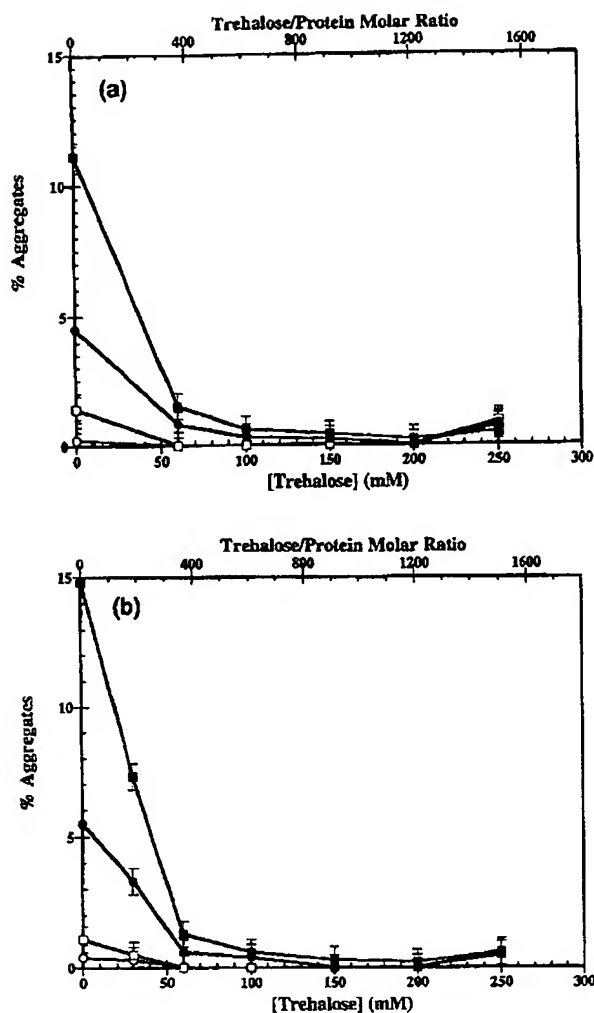 Trehalose/Protein Molar Ratio
0 400 800 1200 1600
15
(a)
10
% Aggregates
5
0
0 50 100 150 200 250 300
[Trehalose] (mM)
Trehalose/Protein Molar Ratio
0 400 800 1200 1600
15
(b)
10
% Aggregates
5
0
0 50 100 150 200 250 300
[Trehalose] (mM)